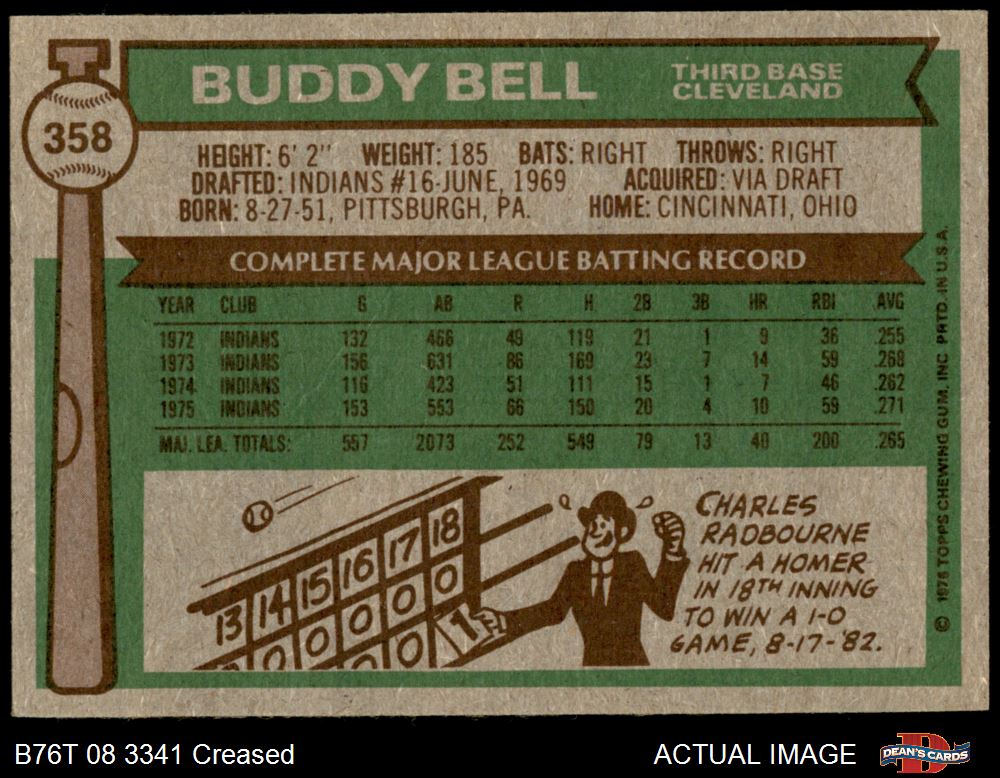 358
BUDDY BELL
THIRD BASE
CLEVELAND
HEIGHT: 6' 2" WEIGHT: 185 BATS: RIGHT THROWS: RIGHT
DRAFTED: INDIANS #16-JUNE, 1969 ACQUIRED: VIA DRAFT
BORN: 8-27-51, PITTSBURGH, PA. HOME: CINCINNATI, OHIO
COMPLETE MAJOR LEAGUE BATTING RECORD
YEAR CLUB G AB R H 2B 3B HR RBI AVG
1972 INDIANS 132 466 49 119 21 1 9 36 .255
1973 INDIANS 156 631 86 169 23 7 14 59 .268
1974 INDIANS 116 423 51 111 15 1 7 46 .262
1975 INDIANS 153 553 66 150 20 4 10 59 .271
MAJ. LEA. TOTALS: 557 2073 252 549 79 13 40 200 .265
13 14 15 16 17 18
0 0 0 0 0 0
0 0 0 1
CHARLES
RADBOURNE
HIT A HOMER
IN 18TH INNING
TO WIN A 1-0
GAME, 8-17-'82.
© 1976 TOPPS CHEWING GUM, INC. PRTD. IN U.S.A.
B76T 08 3341 Creased
ACTUAL IMAGE
D
DEAN'S CARDS